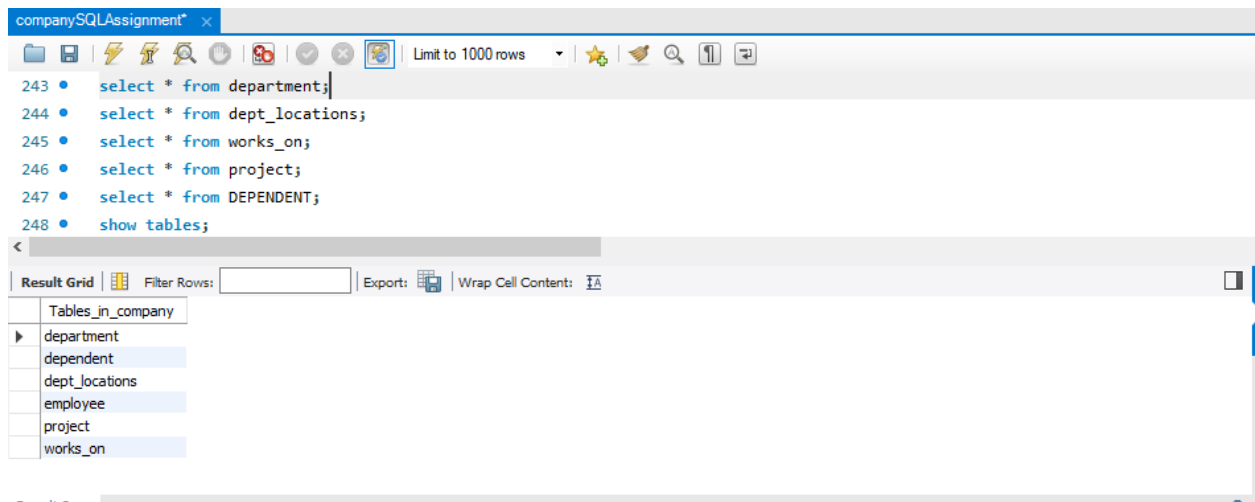 companySQLAssignment*
Limit to 1000 rows
243 select * from department;
244 select * from dept_locations;
245 select * from works_on;
246 select * from project;
247 select * from DEPENDENT;
248 show tables;
Result Grid Filter Rows: Export: Wrap Cell Content: IA
Tables_in_company
department
dependent
dept_locations
employee
project
works_on